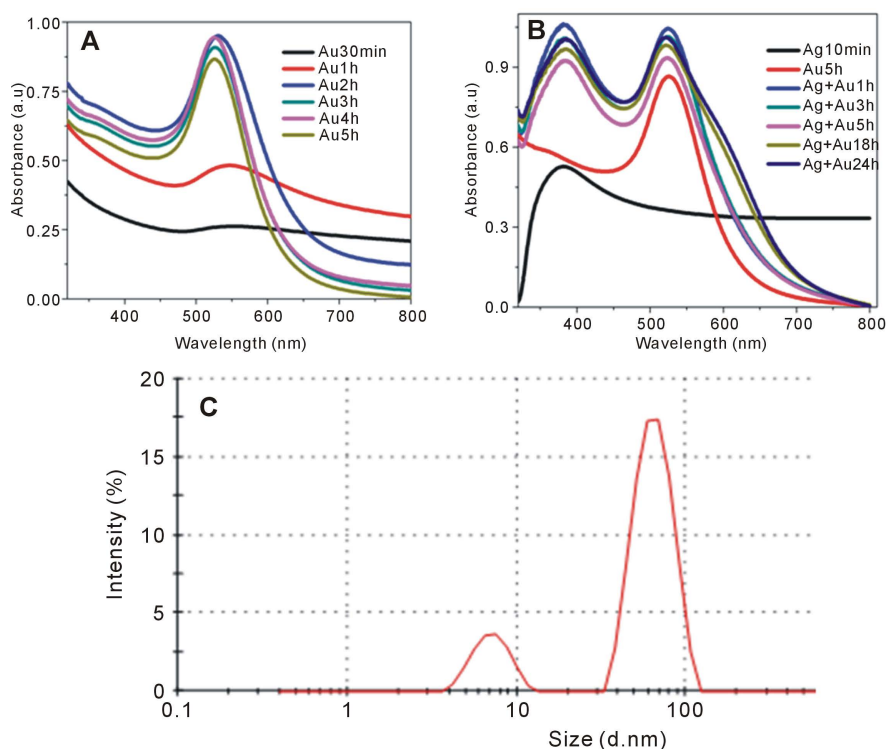 A
Au30min
Au1h
Au2h
Au3h
Au4h
Au5h
1.00
0.75
0.50
0.25
0.00
400 500 600 700 800
Absorbance (a.u)
Wavelength (nm)
B
Ag10min
Au5h
Ag+Au1h
Ag+Au3h
Ag+Au5h
Ag+Au18h
Ag+Au24h
0.9
0.6
0.3
0.0
400 500 600 700 800
Absorbance (a.u)
Wavelength (nm)
C
20
15
10
5
0
0.1 1 10 100
Intensity (%)
Size (d.nm)